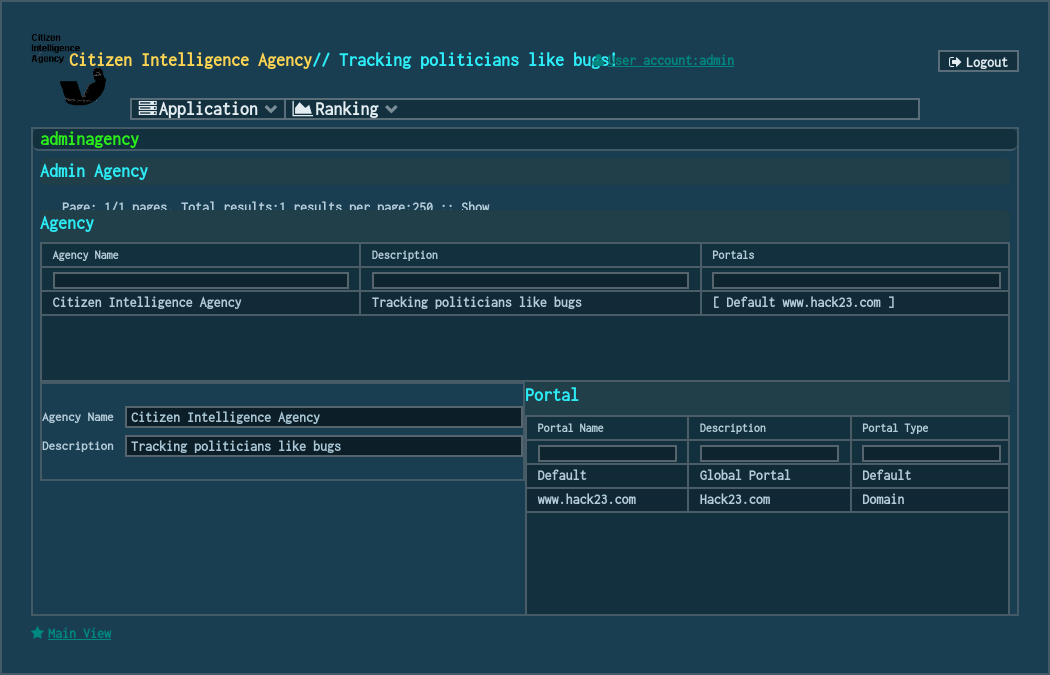 Citizen
Intelligence
Agency
Citizen Intelligence Agency// Tracking politicians like bugs!
User account:admin
Logout
Application
Ranking
adminagency
Admin Agency
Page: 1/1 pages. Total results:1 results per page:250 :: Show
Agency
Agency Name Description Portals
Citizen Intelligence Agency Tracking politicians like bugs [ Default www.hack23.com ]
Agency Name Citizen Intelligence Agency
Description Tracking politicians like bugs
Portal
Portal Name Description Portal Type
Default Global Portal Default
www.hack23.com Hack23.com Domain
Main View